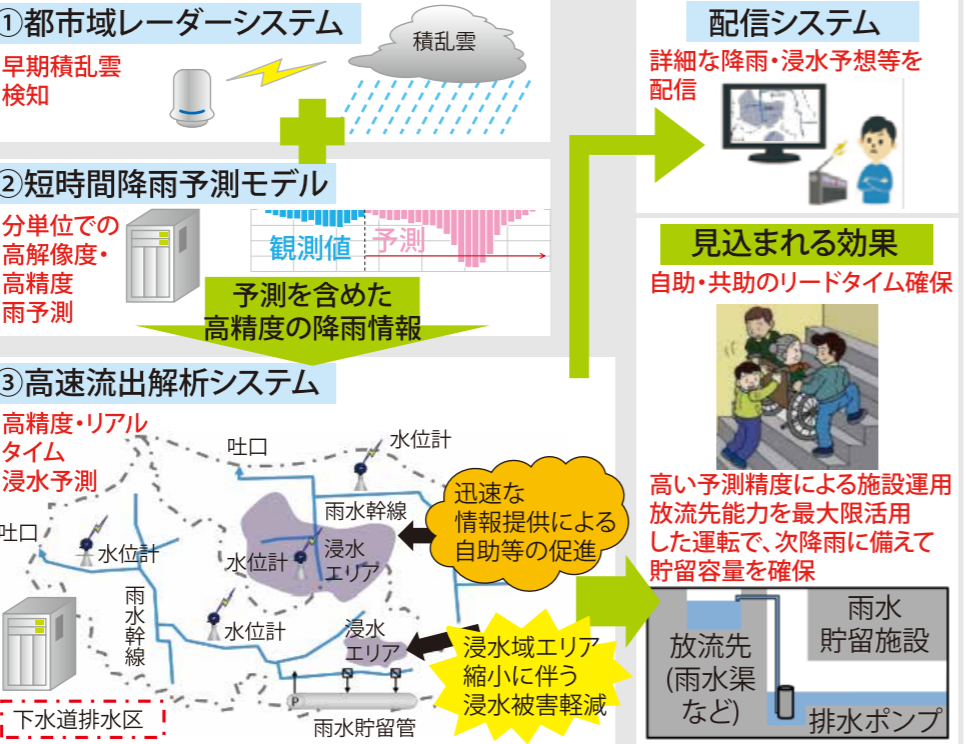 ①都市域レーダーシステム
早期積乱雲
検知
積乱雲
②短時間降雨予測モデル
分単位での
高解像度・
高精度
雨予測
観測値
予測
予測を含めた
高精度の降雨情報
③高速流出解析システム
高精度・リアル
タイム
浸水予測
吐口
水位計
雨水幹線
吐口
水位計
水位計
浸水
エリア
雨水幹線
水位計
浸水
エリア
P
雨水貯留管
下水道排水区
迅速な
情報提供による
自助等の促進
浸水域エリア
縮小に伴う
浸水被害軽減
配信システム
詳細な降雨・浸水予想等を
配信
見込まれる効果
自助・共助のリードタイム確保
高い予測精度による施設運用
放流先能力を最大限活用
した運転で、次降雨に備えて
貯留容量を確保
放流先
(雨水渠
など)
雨水
貯留施設
排水ポンプ